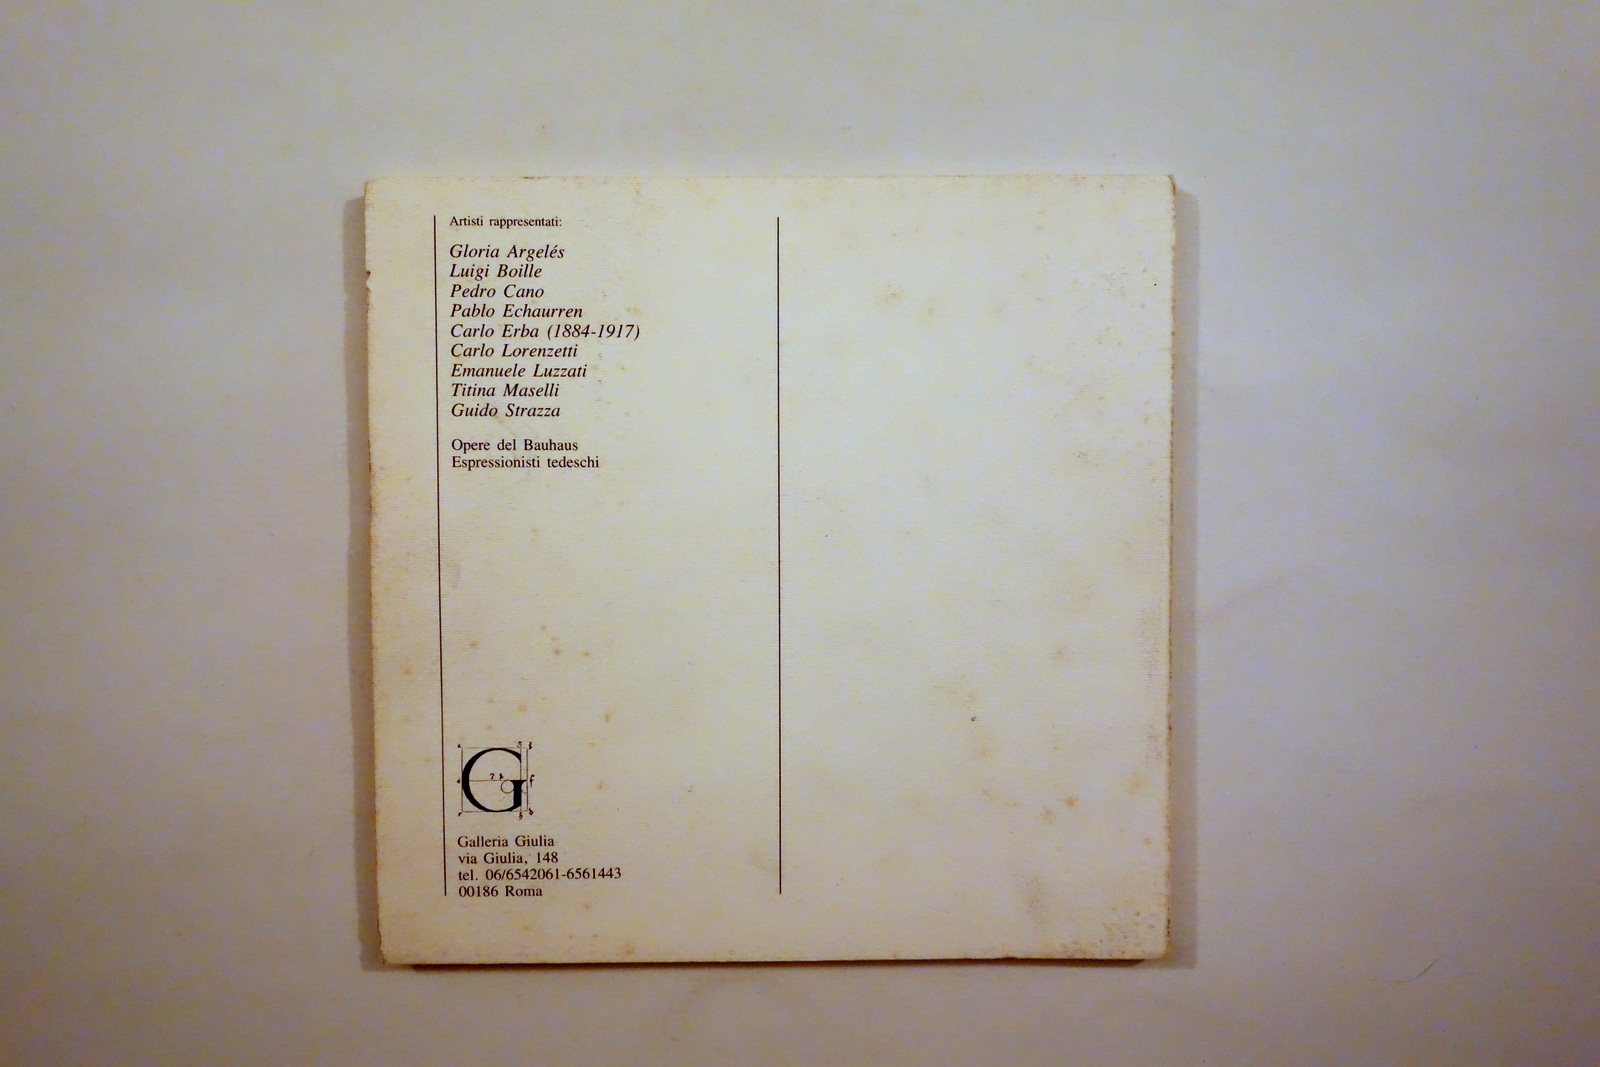 Artisti rappresentati:
Gloria Argelés
Luigi Boille
Pedro Cano
Pablo Echaurren
Carlo Erba (1884-1917)
Carlo Lorenzetti
Emanuele Luzzati
Titina Maselli
Guido Strazza
Opere del Bauhaus
Espressionisti tedeschi
G
Galleria Giulia
via Giulia, 148
tel. 06/6542061-6561443
00186 Roma